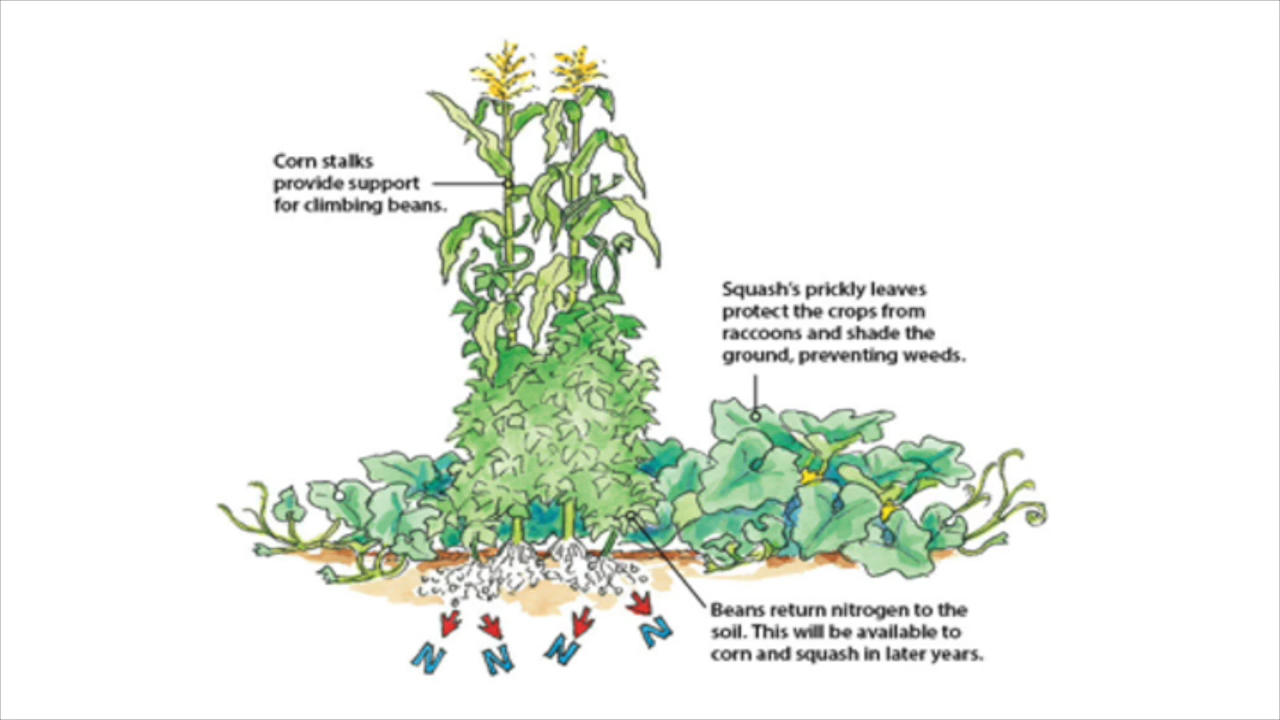 Corn stalks
provide support
for climbing beans.
Squash's prickly leaves
protect the crops from
raccoons and shade the
ground, preventing weeds.
Beans return nitrogen to the
soil. This will be available to
corn and squash in later years.
N N N N